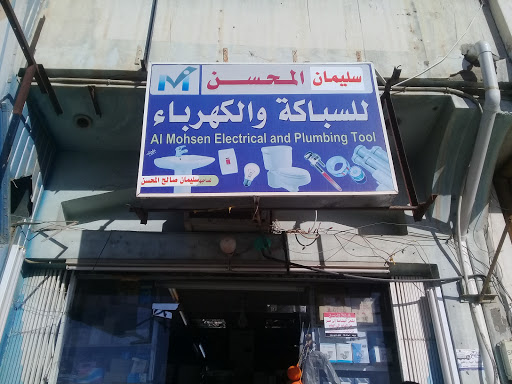 سليمان المحسن
للسباكة والكهرباء
Al Mohsen Electrical and Plumbing Tool
سليمان صالح المحسن